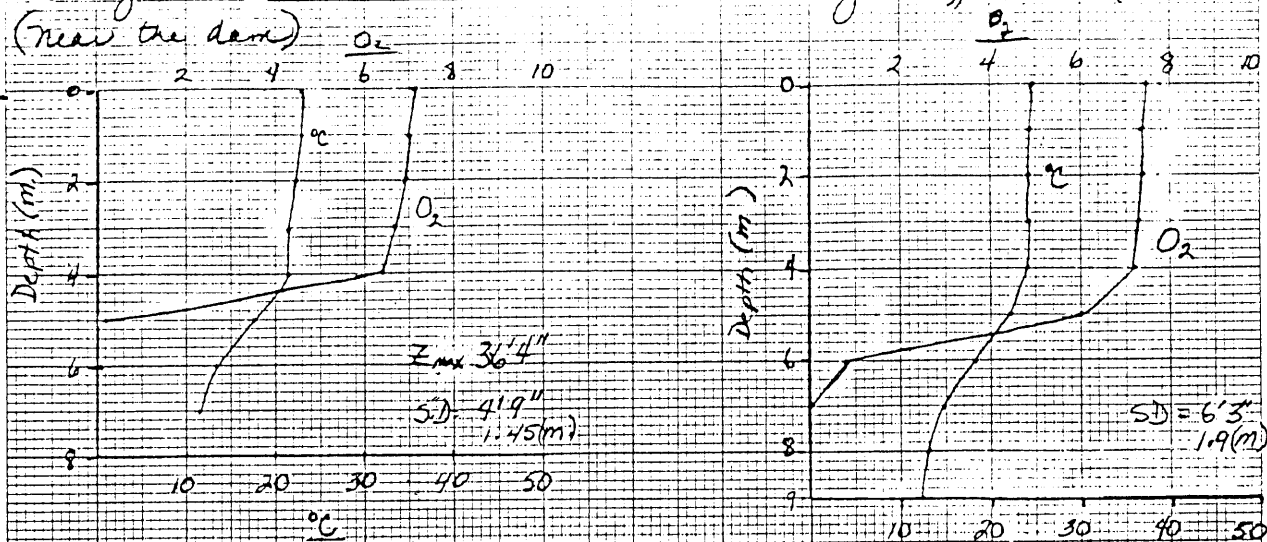 (near the dam)
O2
2 4 6 8 10
0
2
4
6
8
Depth (m)
°C
O2
Zmax 36'4"
SD= 4'9"
1.45(m)
10 20 30 40 50
°C
O2
2 4 6 8 10
0
2
4
6
8
9
Depth (m)
°C
O2
SD = 6'3"
1.9(m)
10 20 30 40 50